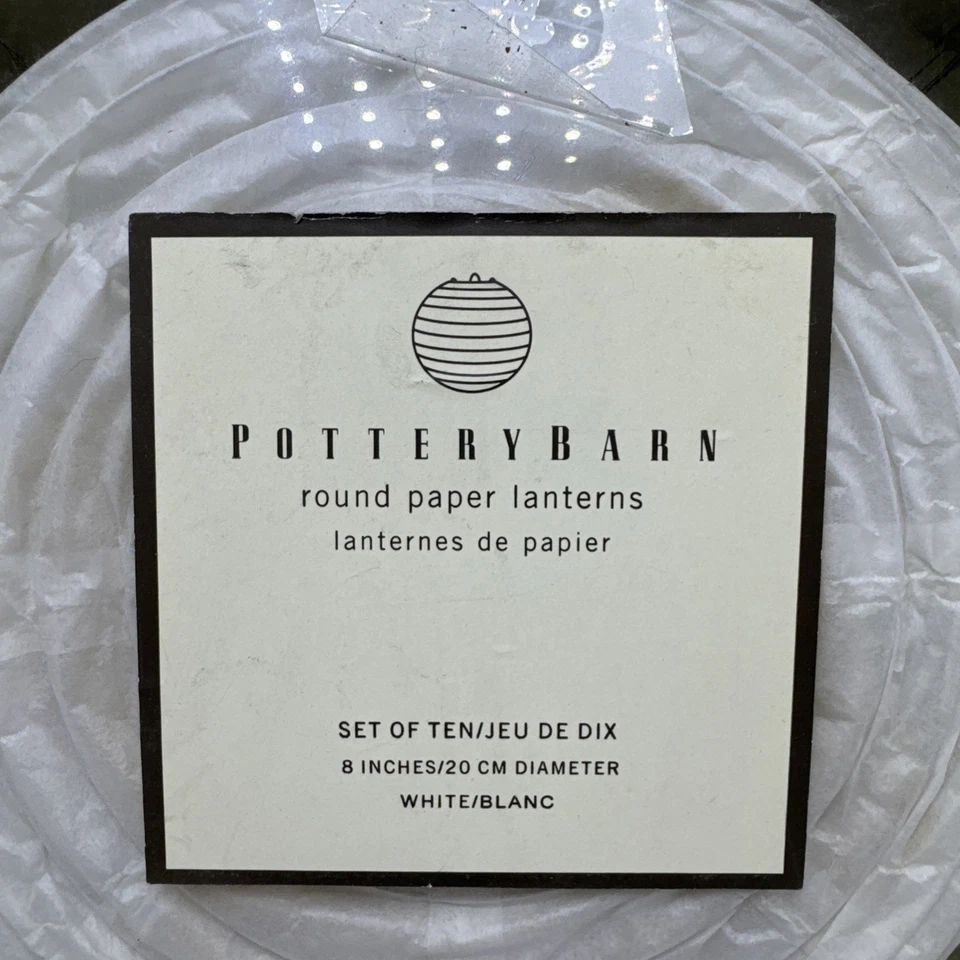 POTTERYBARN
round paper lanterns
lanternes de papier
SET OF TEN/JEU DE DIX
8 INCHES/20 CM DIAMETER
WHITE/BLANC